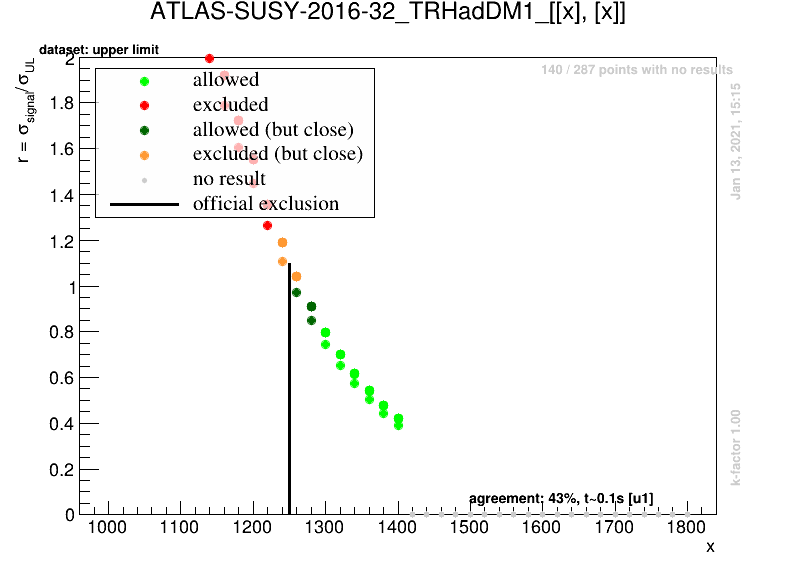 ATLAS-SUSY-2016-32_TRHadDM1_[[x], [x]]
dataset: upper limit
140 / 287 points with no results
allowed
excluded
allowed (but close)
excluded (but close)
no result
official exclusion
r = σsignal/σUL
2
1.8
1.6
1.4
1.2
1
0.8
0.6
0.4
0.2
0
Jan 13, 2021, 15:15
k-factor 1.00
agreement: 43%, t~0.1s [u1]
1000 1100 1200 1300 1400 1500 1600 1700 1800
x